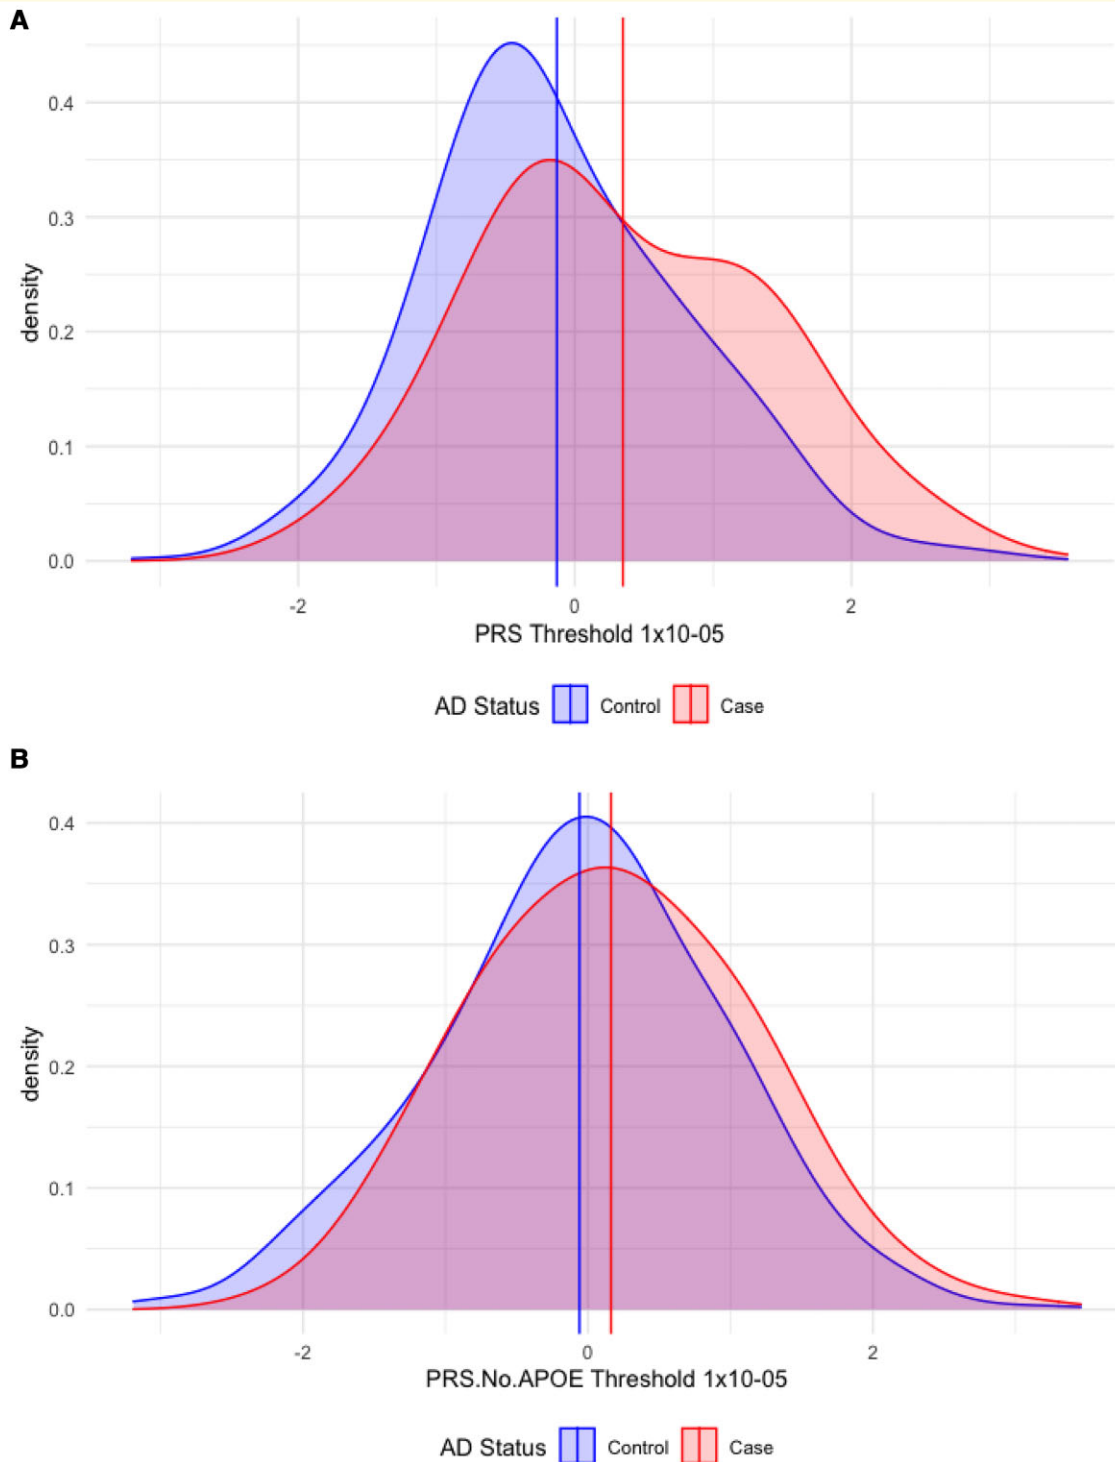 A
0.4
0.3
0.2
0.1
0.0
density
-2 0 2
PRS Threshold 1x10-05
AD Status Control Case
B
0.4
0.3
0.2
0.1
0.0
density
-2 0 2
PRS.No.APOE Threshold 1x10-05
AD Status Control Case